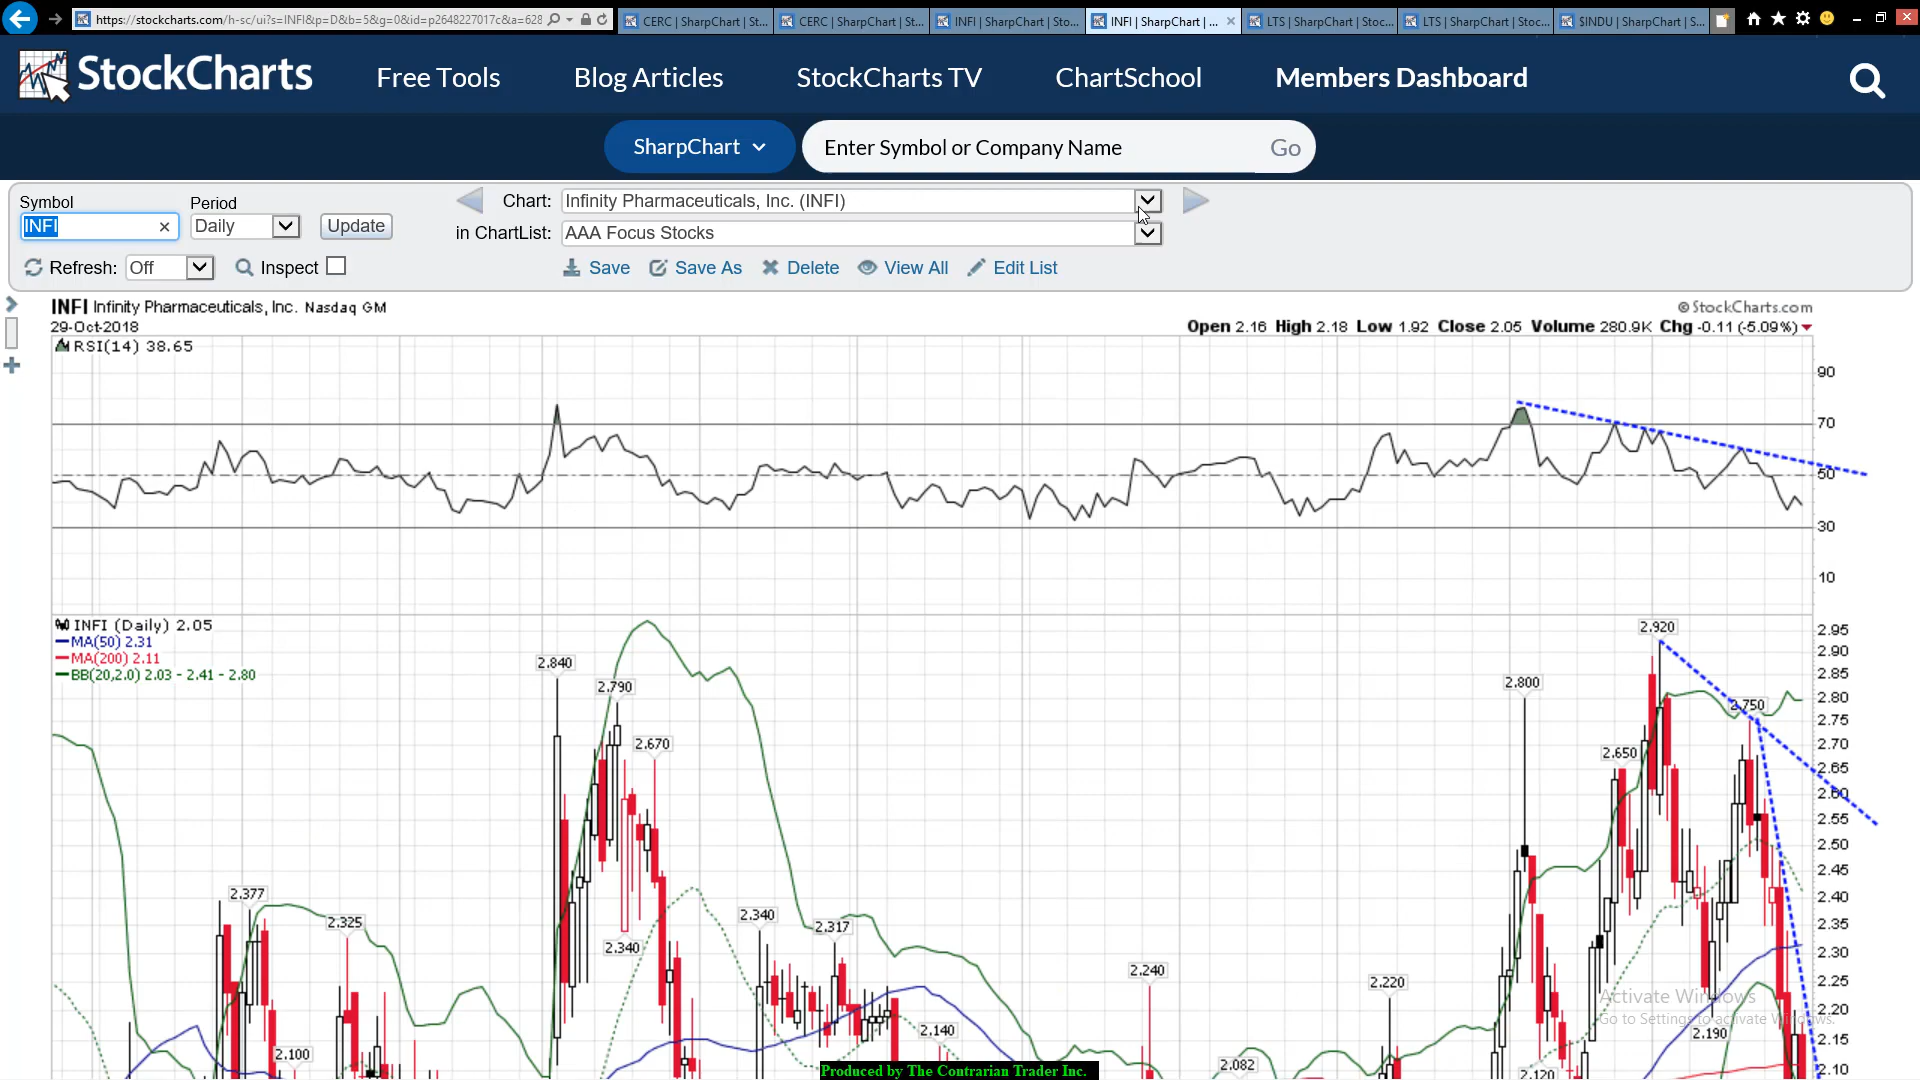 https://stockcharts.com/h-sc/ui?s=INFI&p=D&b=5&g=0&id=p2648227017c&a=628
CERC | SharpChart | St...
CERC | SharpChart | St...
INFI | SharpChart | Sto...
INFI | SharpChart | ...
LTS | SharpChart | Stoc...
LTS | SharpChart | Stoc...
$INDU | SharpChart | S...
StockCharts
Free Tools
Blog Articles
StockCharts TV
ChartSchool
Members Dashboard
SharpChart
Enter Symbol or Company Name
Go
Symbol
Period
Chart:
Infinity Pharmaceuticals, Inc. (INFI)
INFI
Daily
Update
in ChartList:
AAA Focus Stocks
Refresh:
Off
Inspect
Save
Save As
Delete
View All
Edit List
INFI Infinity Pharmaceuticals, Inc. Nasdaq GM
© StockCharts.com
29-Oct-2018
Open 2.16 High 2.18 Low 1.92 Close 2.05 Volume 280.9K Chg -0.11 (-5.09%)
RSI(14) 38.65
90
70
50
30
10
INFI (Daily) 2.05
MA(50) 2.31
MA(200) 2.11
BB(20,2.0) 2.03 - 2.41 - 2.80
2.920
2.840
2.790
2.800
2.750
2.670
2.650
2.377
2.325
2.340
2.340
2.317
2.240
2.220
2.190
2.140
2.100
2.082
2.120
2.95
2.90
2.85
2.80
2.75
2.70
2.65
2.60
2.55
2.50
2.45
2.40
2.35
2.30
2.25
2.20
2.15
2.10
Activate Windows
Go to Settings to activate Windows.
Produced by The Contrarian Trader Inc.